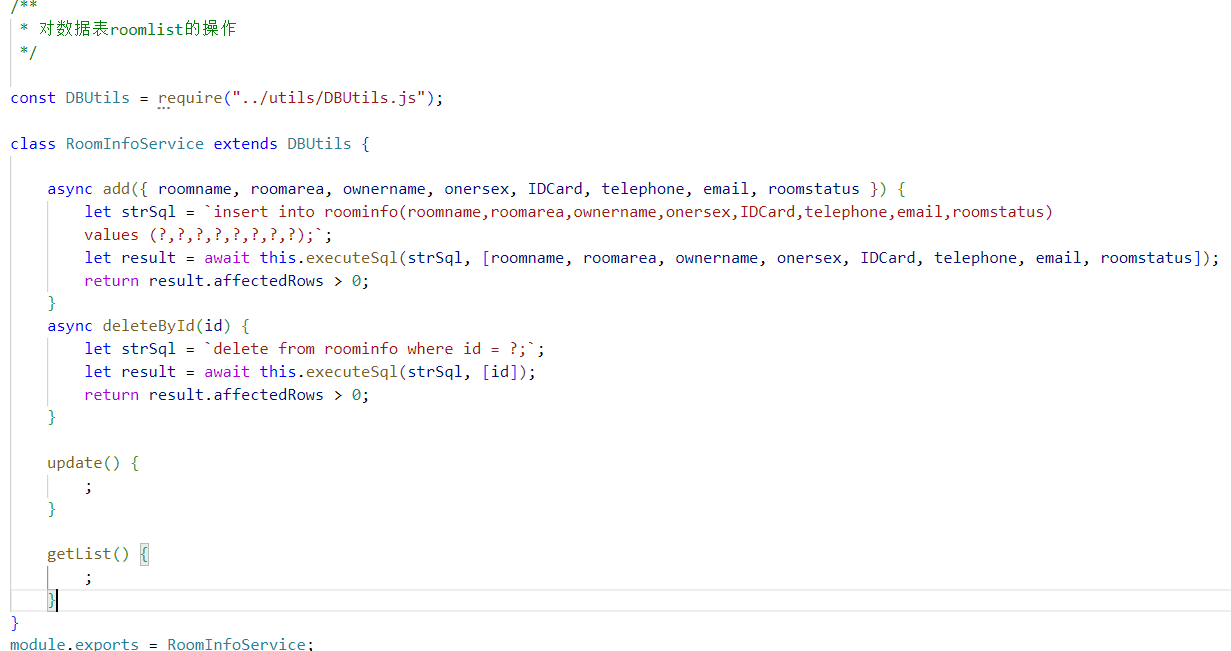 /**
 * 对数据表roomlist的操作
 */
const DBUtils = require("../utils/DBUtils.js");
class RoomInfoService extends DBUtils {
    async add({ roomname, roomarea, ownername, onersex, IDCard, telephone, email, roomstatus }) {
        let strSql = `insert into roominfo(roomname,roomarea,ownername,onersex,IDCard,telephone,email,roomstatus)
        values (?,?,?,?,?,?,?,?);`;
        let result = await this.executeSql(strSql, [roomname, roomarea, ownername, onersex, IDCard, telephone, email, roomstatus]);
        return result.affectedRows > 0;
    }
    async deleteById(id) {
        let strSql = `delete from roominfo where id = ?;`;
        let result = await this.executeSql(strSql, [id]);
        return result.affectedRows > 0;
    }
    update() {
        ;
    }
    getList() {
        ;
    }
}
module.exports = RoomInfoService;